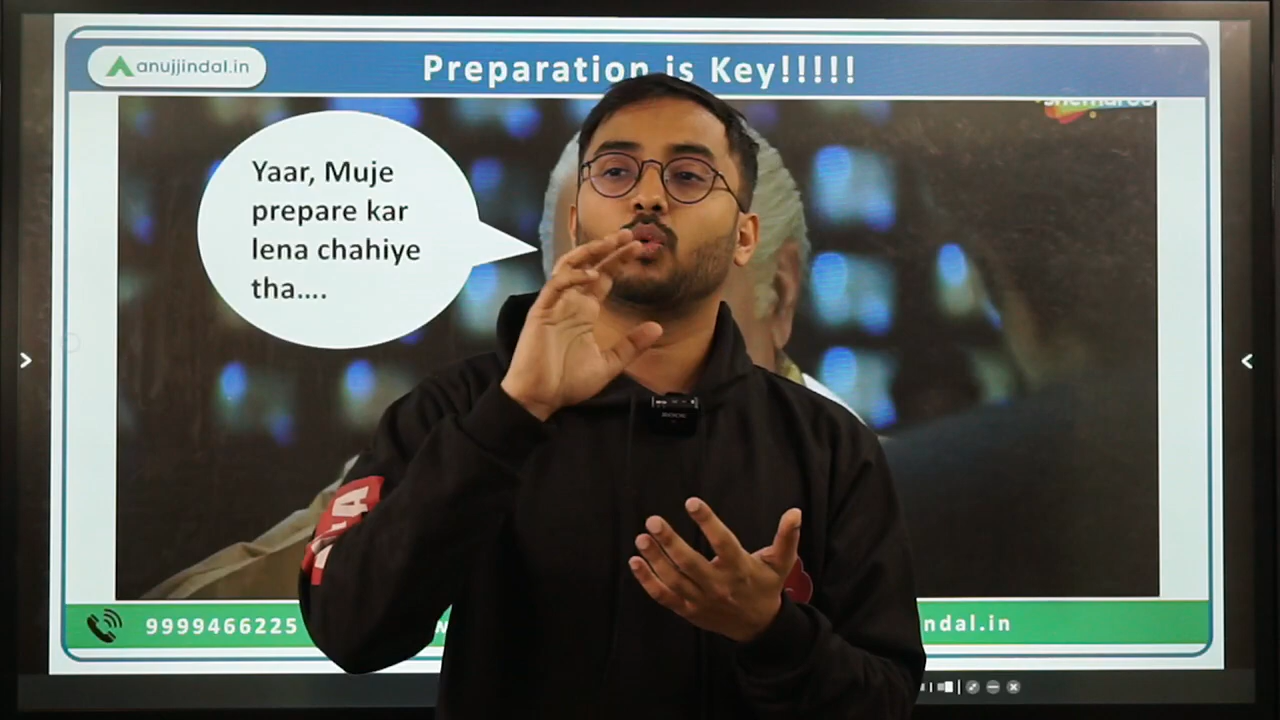 anujjindal.in
Preparation is Key!!!!!
Yaar, Muje
prepare kar
lena chahiye
tha....
9999466225
ndal.in